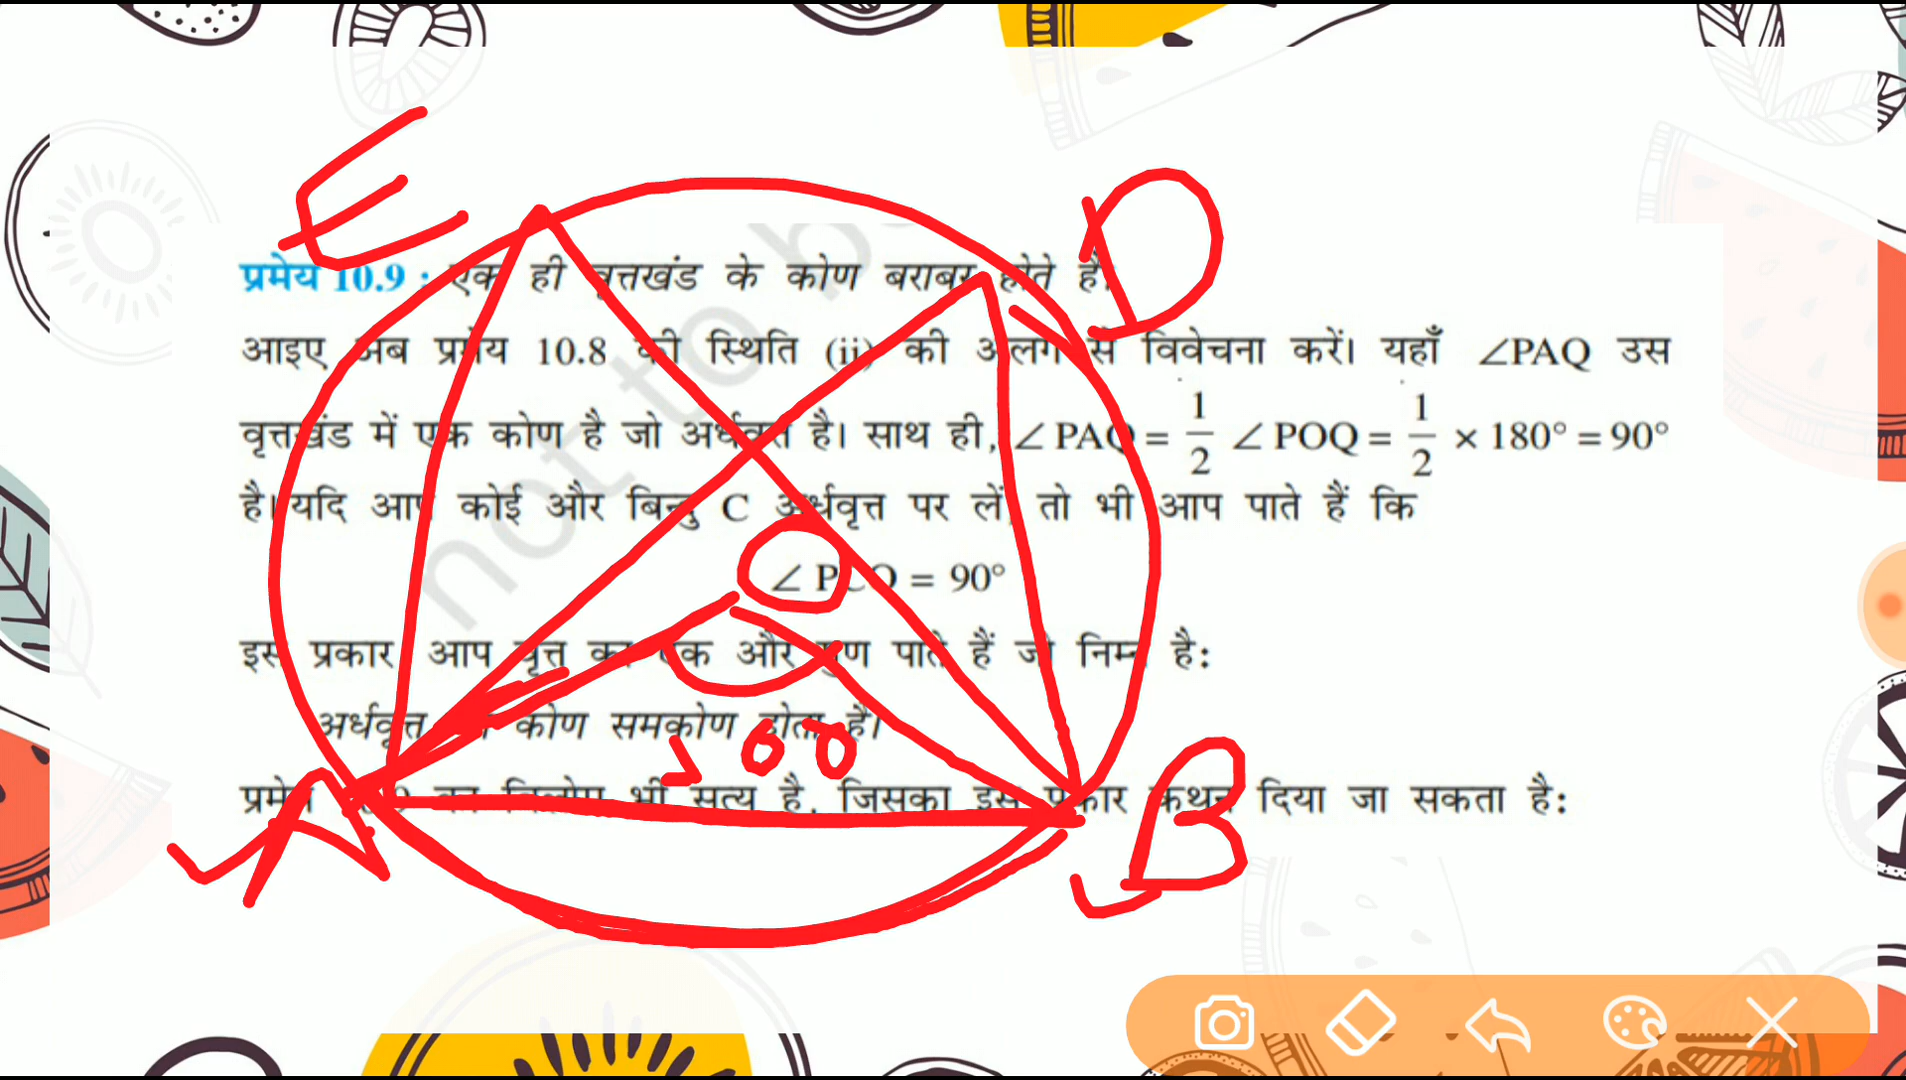 E
D
प्रमेय 10.9 : एक ही वृत्तखंड के कोण बराबर होते हैं।
आइए अब प्रमेय 10.8 की स्थिति (ii) की अलग से विवेचना करें। यहाँ ∠PAQ उस
वृत्तखंड में एक कोण है जो अर्धवृत्त है। साथ ही, ∠ PAQ = 1/2 ∠ POQ = 1/2 × 180° = 90°
है। यदि आप कोई और बिन्दु C अर्धवृत्त पर लें, तो भी आप पाते हैं कि
∠ PCQ = 90°
O
इस प्रकार आप वृत्त का एक और गुण पाते हैं जो निम्न है:
अर्धवृत्त का कोण समकोण होता है।
प्रमेय 10.9 का विलोम भी सत्य है, जिसका इस प्रकार कथन दिया जा सकता है:
A
B
not to b